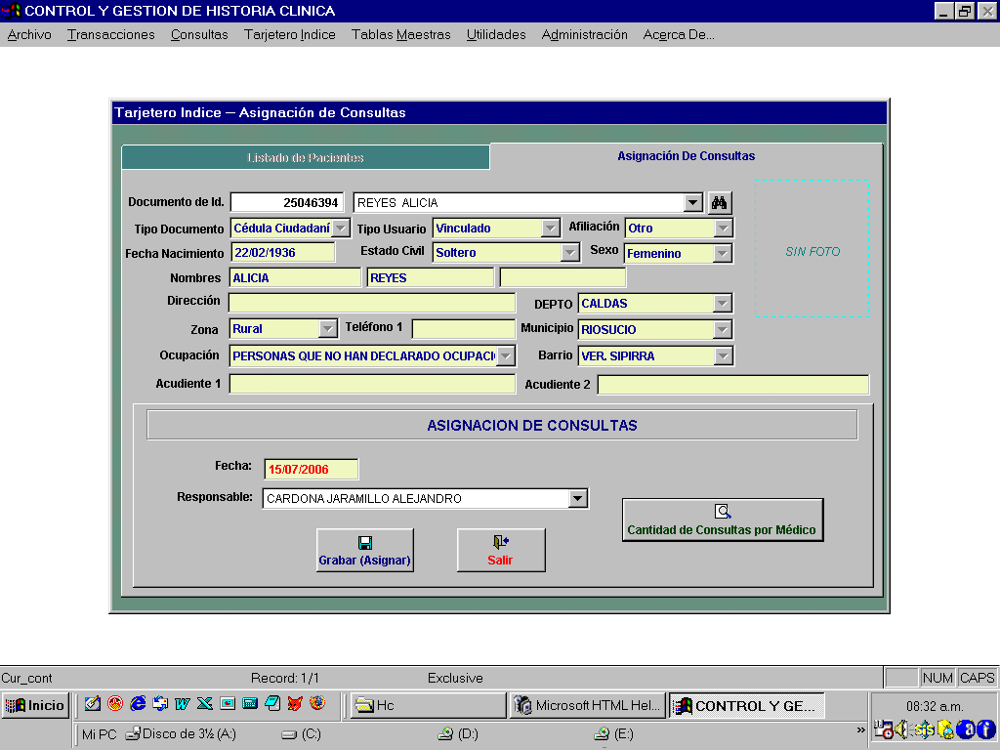 CONTROL Y GESTION DE HISTORIA CLINICA
Archivo Transacciones Consultas Tarjetero Indice Tablas Maestras Utilidades Administración Acerca De...
Tarjetero Indice -- Asignación de Consultas
Listado de Pacientes Asignación De Consultas
Documento de Id. 25046394 REYES ALICIA
Tipo Documento Cédula Ciudadaní Tipo Usuario Vinculado Afiliación Otro
Fecha Nacimiento 22/02/1936 Estado Civil Soltero Sexo Femenino
SIN FOTO
Nombres ALICIA REYES
Dirección DEPTO CALDAS
Zona Rural Teléfono 1 Municipio RIOSUCIO
Ocupación PERSONAS QUE NO HAN DECLARADO OCUPACI Barrio VER. SIPIRRA
Acudiente 1 Acudiente 2
ASIGNACION DE CONSULTAS
Fecha: 15/07/2006
Responsable: CARDONA JARAMILLO ALEJANDRO
Cantidad de Consultas por Médico
Grabar (Asignar) Salir
Cur_cont Record: 1/1 Exclusive NUM CAPS
Inicio Hc Microsoft HTML Hel... CONTROL Y GE... 08:32 a.m.
Mi PC Disco de 3½ (A:) (C:) (D:) (E:) » sis